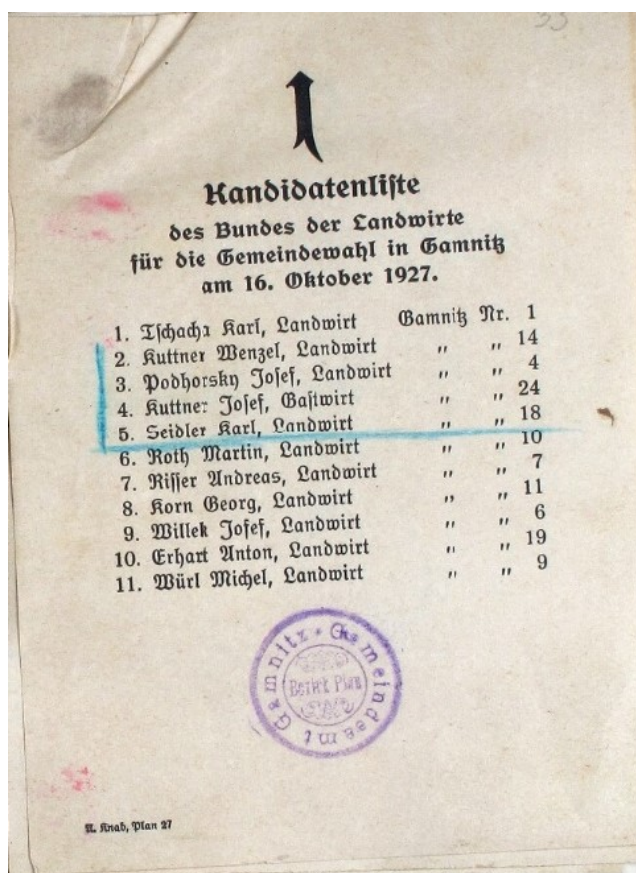 33
1
Kandidatenliste
des Bundes der Landwirte
für die Gemeindewahl in Gamnitz
am 16. Oktober 1927.
1. Tschacha Karl, Landwirt Gamnitz Nr. 1
2. Kuttner Wenzel, Landwirt " " 14
3. Podhorsky Josef, Landwirt " " 4
4. Kuttner Josef, Gastwirt " " 24
5. Seidler Karl, Landwirt " " 18
6. Roth Martin, Landwirt " " 10
7. Risser Andreas, Landwirt " " 7
8. Korn Georg, Landwirt " " 11
9. Willek Josef, Landwirt " " 6
10. Erhart Anton, Landwirt " " 19
11. Würl Michel, Landwirt " " 9
Gemeindeamt Gamnitz
Bezirk Plan
A. Knab, Plan 27